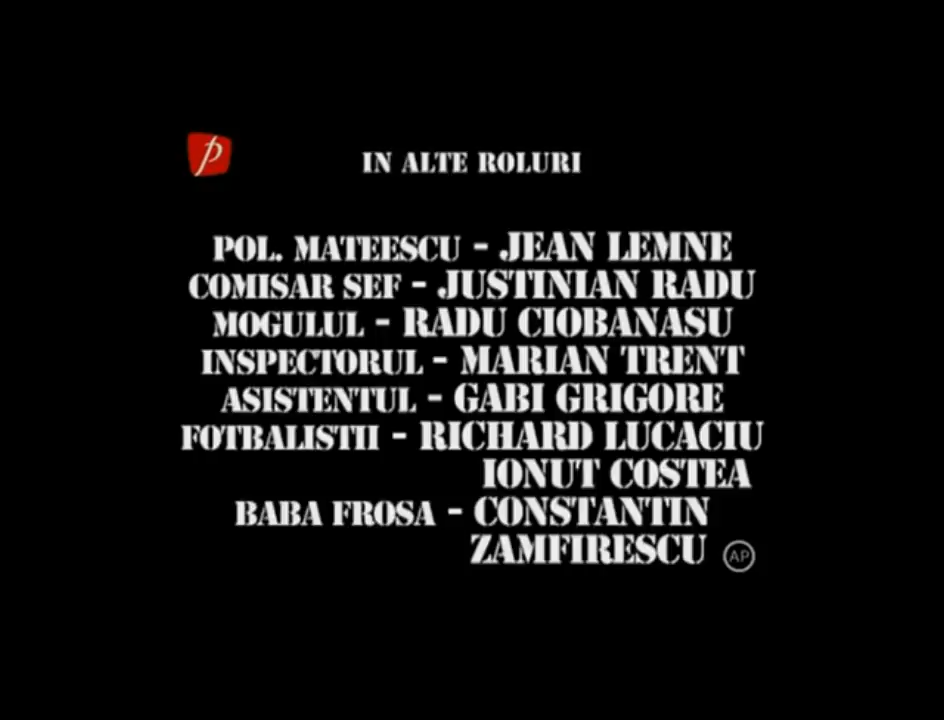 p
IN ALTE ROLURI
POL. MATEESCU - JEAN LEMNE
COMISAR SEF - JUSTINIAN RADU
MOGULUL - RADU CIOBANASU
INSPECTORUL - MARIAN TRENT
ASISTENTUL - GABI GRIGORE
FOTBALISTII - RICHARD LUCACIU
IONUT COSTEA
BABA FROSA - CONSTANTIN
ZAMFIRESCU
AP